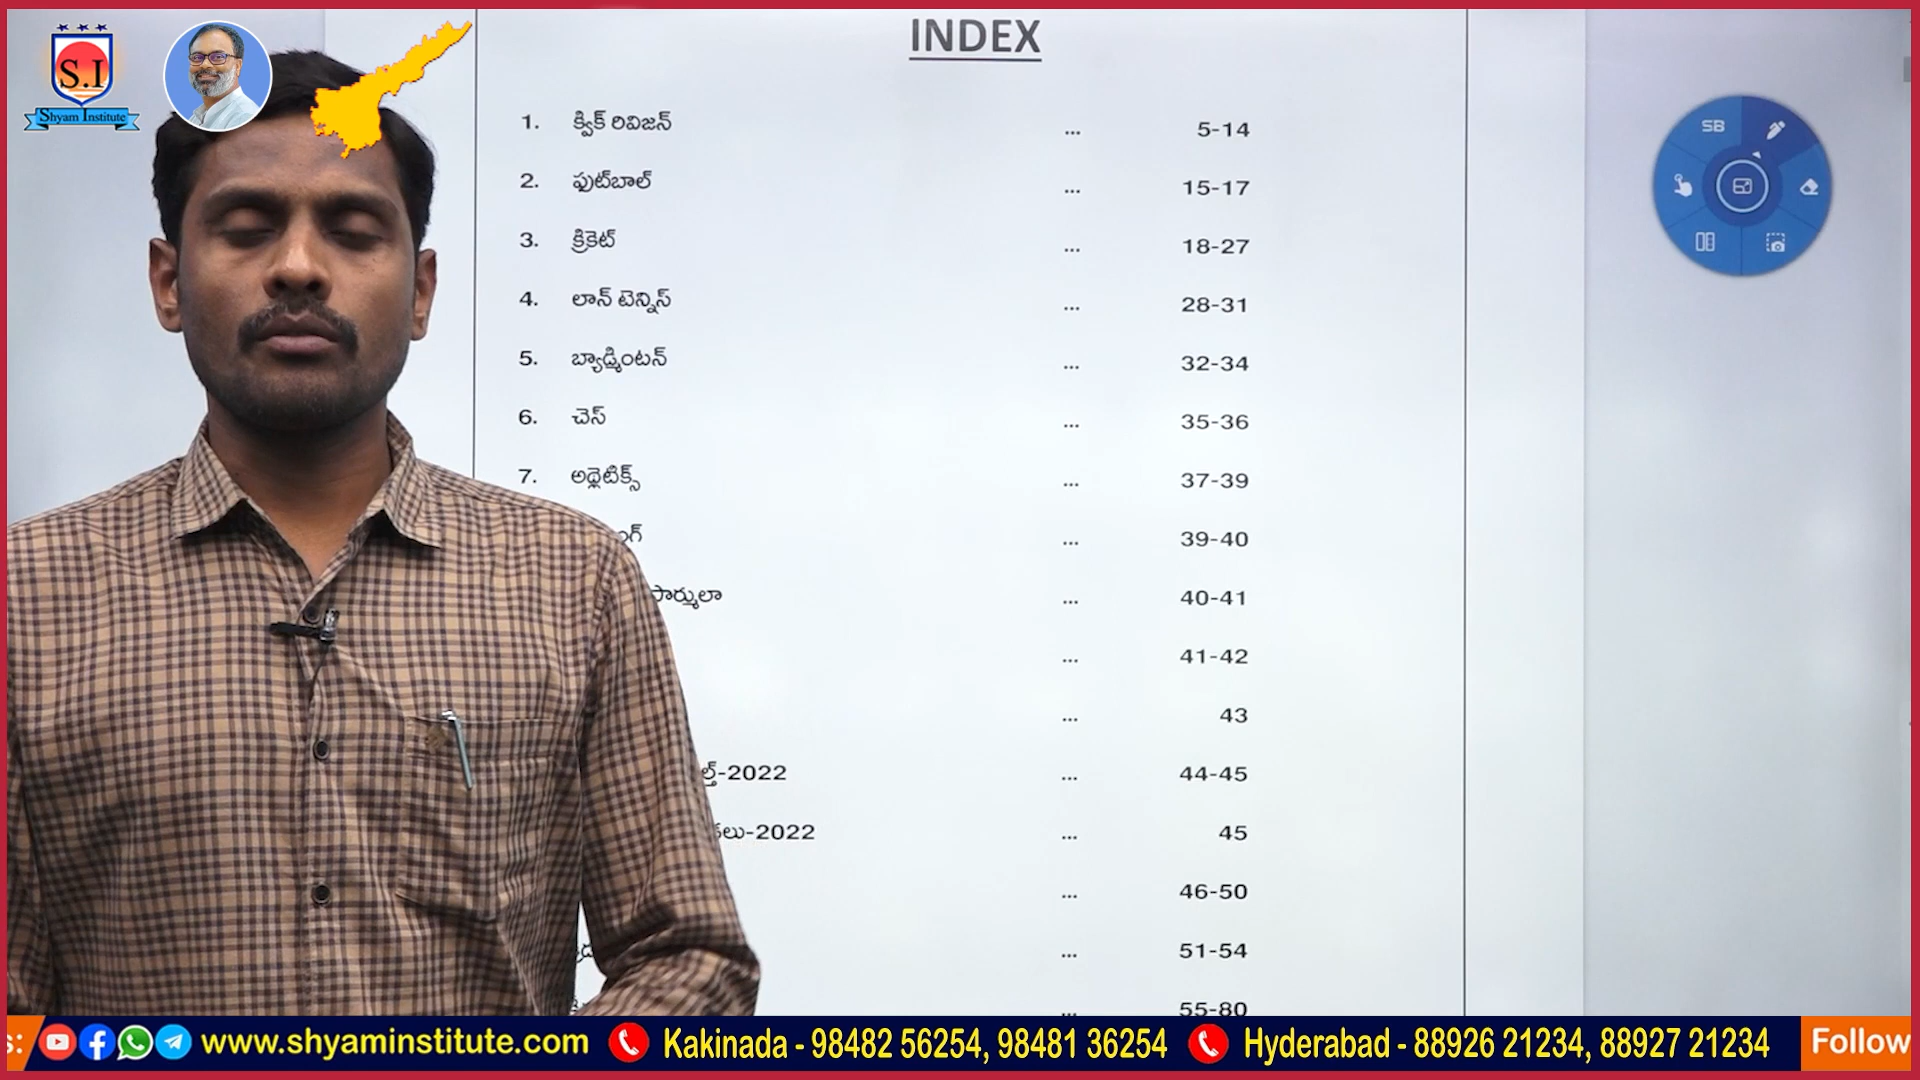 S.I
Shyam Institute
INDEX
SB
1. క్విక్ రివిజన్ ... 5-14
2. ఫుట్‌బాల్ ... 15-17
3. క్రికెట్ ... 18-27
4. లాన్ టెన్నిస్ ... 28-31
5. బ్యాడ్మింటన్ ... 32-34
6. చెస్ ... 35-36
7. అథ్లెటిక్స్ ... 37-39
... 39-40
ఫార్ములా ... 40-41
... 41-42
... 43
-2022 ... 44-45
-2022 ... 45
... 46-50
... 51-54
... 55-80
www.shyaminstitute.com Kakinada - 98482 56254, 98481 36254 Hyderabad - 88926 21234, 88927 21234 Follow